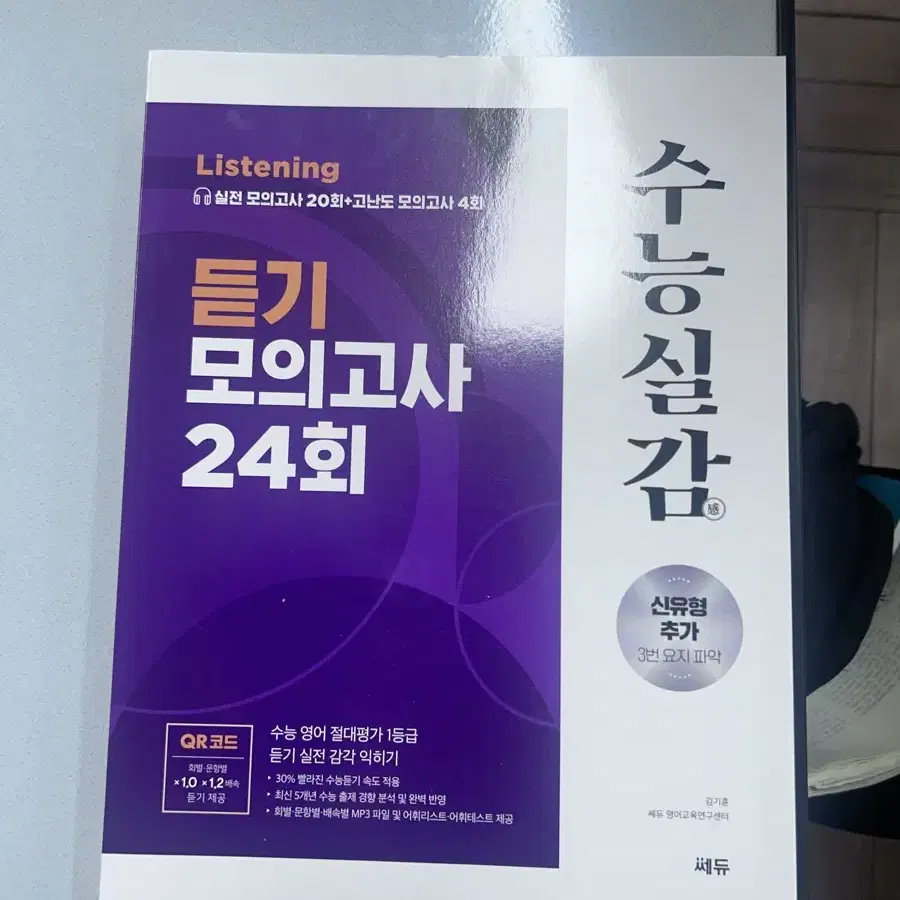 Listening
실전 모의고사 20회+고난도 모의고사 4회
듣기
모의고사
24회
수능실감
感
신유형
추가
3번 요지 파악
QR코드
회별·문항별
×1.0 ×1.2 배속
듣기 제공
수능 영어 절대평가 1등급
듣기 실전 감각 익히기
▸ 30% 빨라진 수능듣기 속도 적용
▸ 최신 5개년 수능 출제 경향 분석 및 완벽 반영
▸ 회별·문항별·배속별 MP3 파일 및 어휘리스트·어휘테스트 제공
김기훈
쎄듀 영어교육연구센터
쎄듀